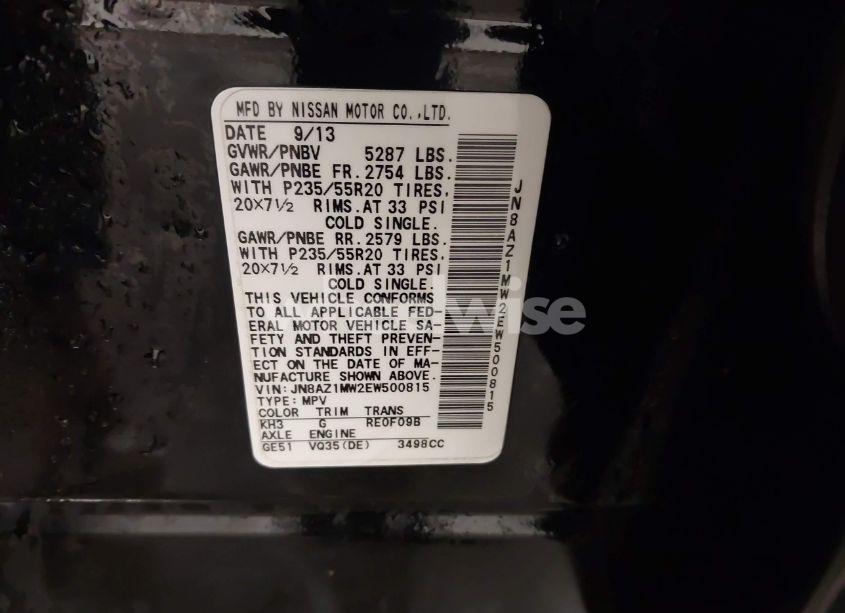 MFD BY NISSAN MOTOR CO.,LTD.
DATE 9/13
GVWR/PNBV 5287 LBS.
GAWR/PNBE FR. 2754 LBS.
WITH P235/55R20 TIRES.
20×7½ RIMS. AT 33 PSI
COLD SINGLE.
GAWR/PNBE RR. 2579 LBS.
WITH P235/55R20 TIRES.
20×7½ RIMS. AT 33 PSI
COLD SINGLE.
THIS VEHICLE CONFORMS
TO ALL APPLICABLE FED-
ERAL MOTOR VEHICLE SA-
FETY AND THEFT PREVEN-
TION STANDARDS IN EFF-
ECT ON THE DATE OF MA-
NUFACTURE SHOWN ABOVE.
VIN: JN8AZ1MW2EW500815
TYPE: MPV
COLOR TRIM TRANS
KH3 G RE0F09B
AXLE ENGINE
GE51 VQ35(DE) 3498CC
JN8AZ1MW2EW500815